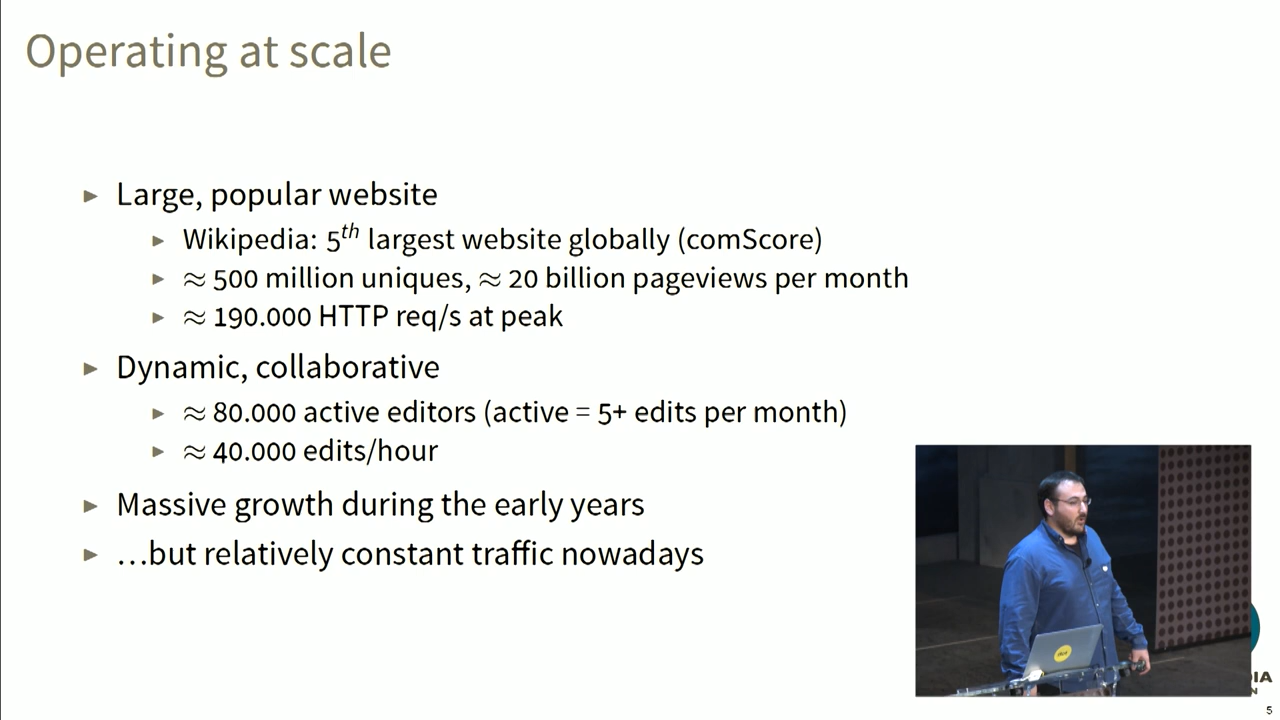 Operating at scale
Large, popular website
Wikipedia: 5th largest website globally (comScore)
≈ 500 million uniques, ≈ 20 billion pageviews per month
≈ 190.000 HTTP req/s at peak
Dynamic, collaborative
≈ 80.000 active editors (active = 5+ edits per month)
≈ 40.000 edits/hour
Massive growth during the early years
…but relatively constant traffic nowadays
5